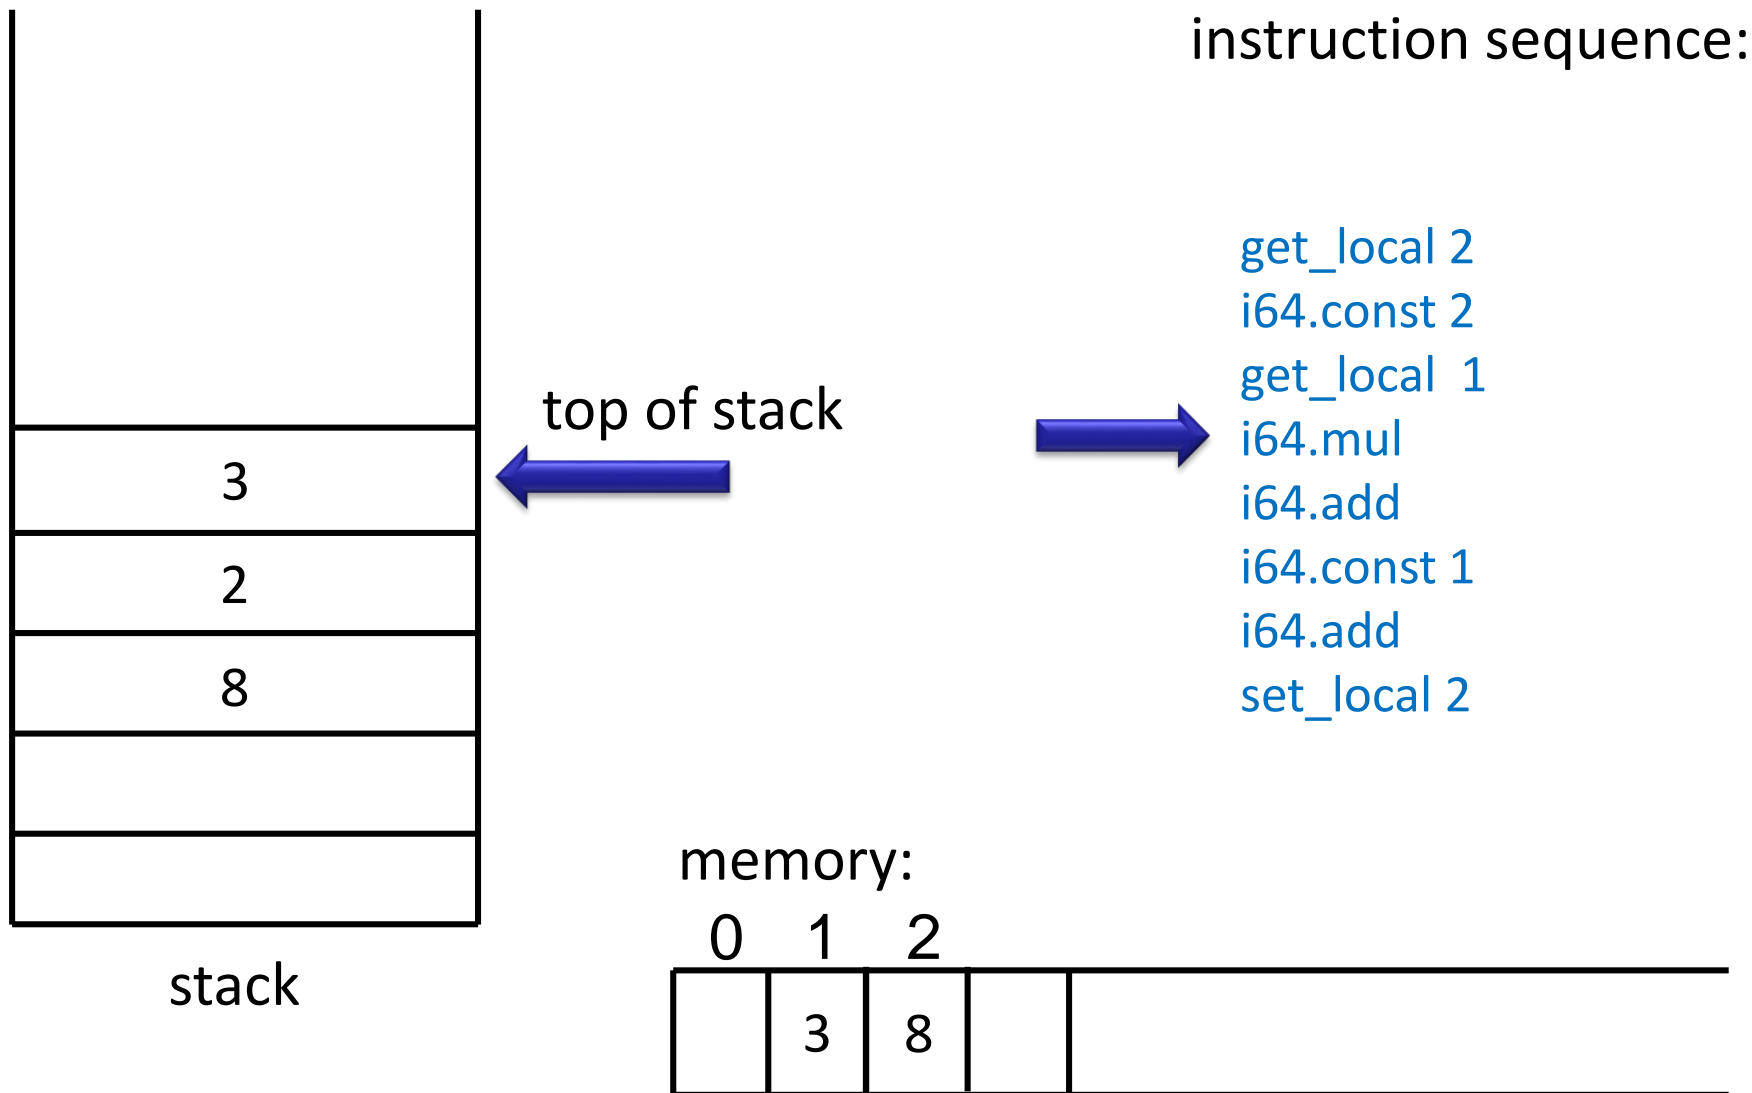 instruction sequence:
get_local 2
i64.const 2
get_local 1
i64.mul
i64.add
i64.const 1
i64.add
set_local 2
top of stack
3
2
8
stack
memory:
0 1 2
3 8